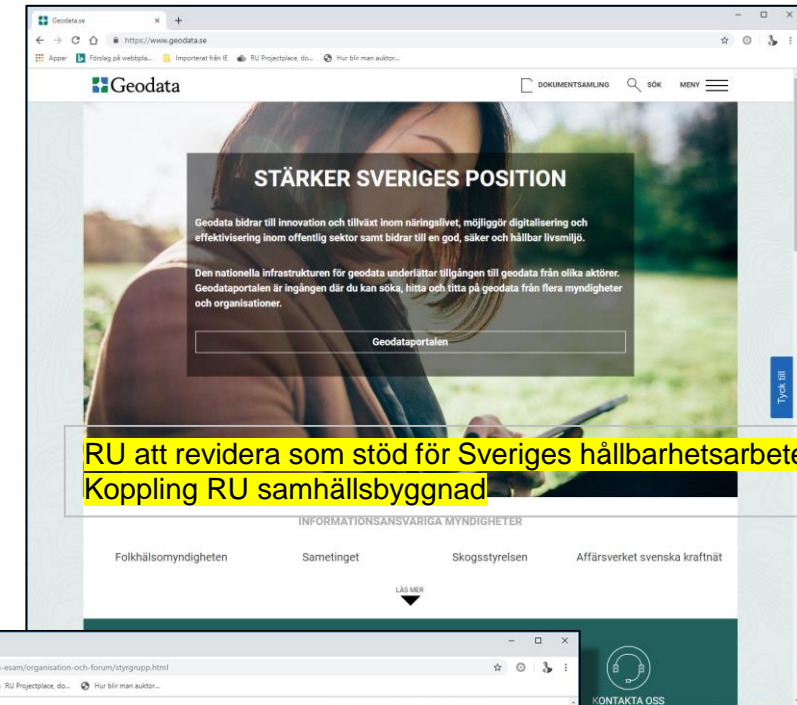 Geodata.se
https://www.geodata.se
Appar Förslag på webbpla... Importerat från IE RU Projectplace, do... Hur blir man auktor...
Geodata
DOKUMENTSAMLING SÖK MENY
STÄRKER SVERIGES POSITION
Geodata bidrar till innovation och tillväxt inom näringslivet, möjliggör digitalisering och
effektivisering inom offentlig sektor samt bidrar till en god, säker och hållbar livsmiljö.
Den nationella infrastrukturen för geodata underlättar tillgången till geodata från olika aktörer.
Geodataportalen är ingången där du kan söka, hitta och titta på geodata från flera myndigheter
och organisationer.
Geodataportalen
Tyck till
RU att revidera som stöd för Sveriges hållbarhetsarbete
Koppling RU samhällsbyggnad
INFORMATIONSANSVARIGA MYNDIGHETER
Folkhälsomyndigheten Sametinget Skogsstyrelsen Affärsverket svenska kraftnät
LÄS MER
-esam/organisation-och-forum/styrgrupp.html
RU Projectplace, do... Hur blir man auktor...
KONTAKTA OSS